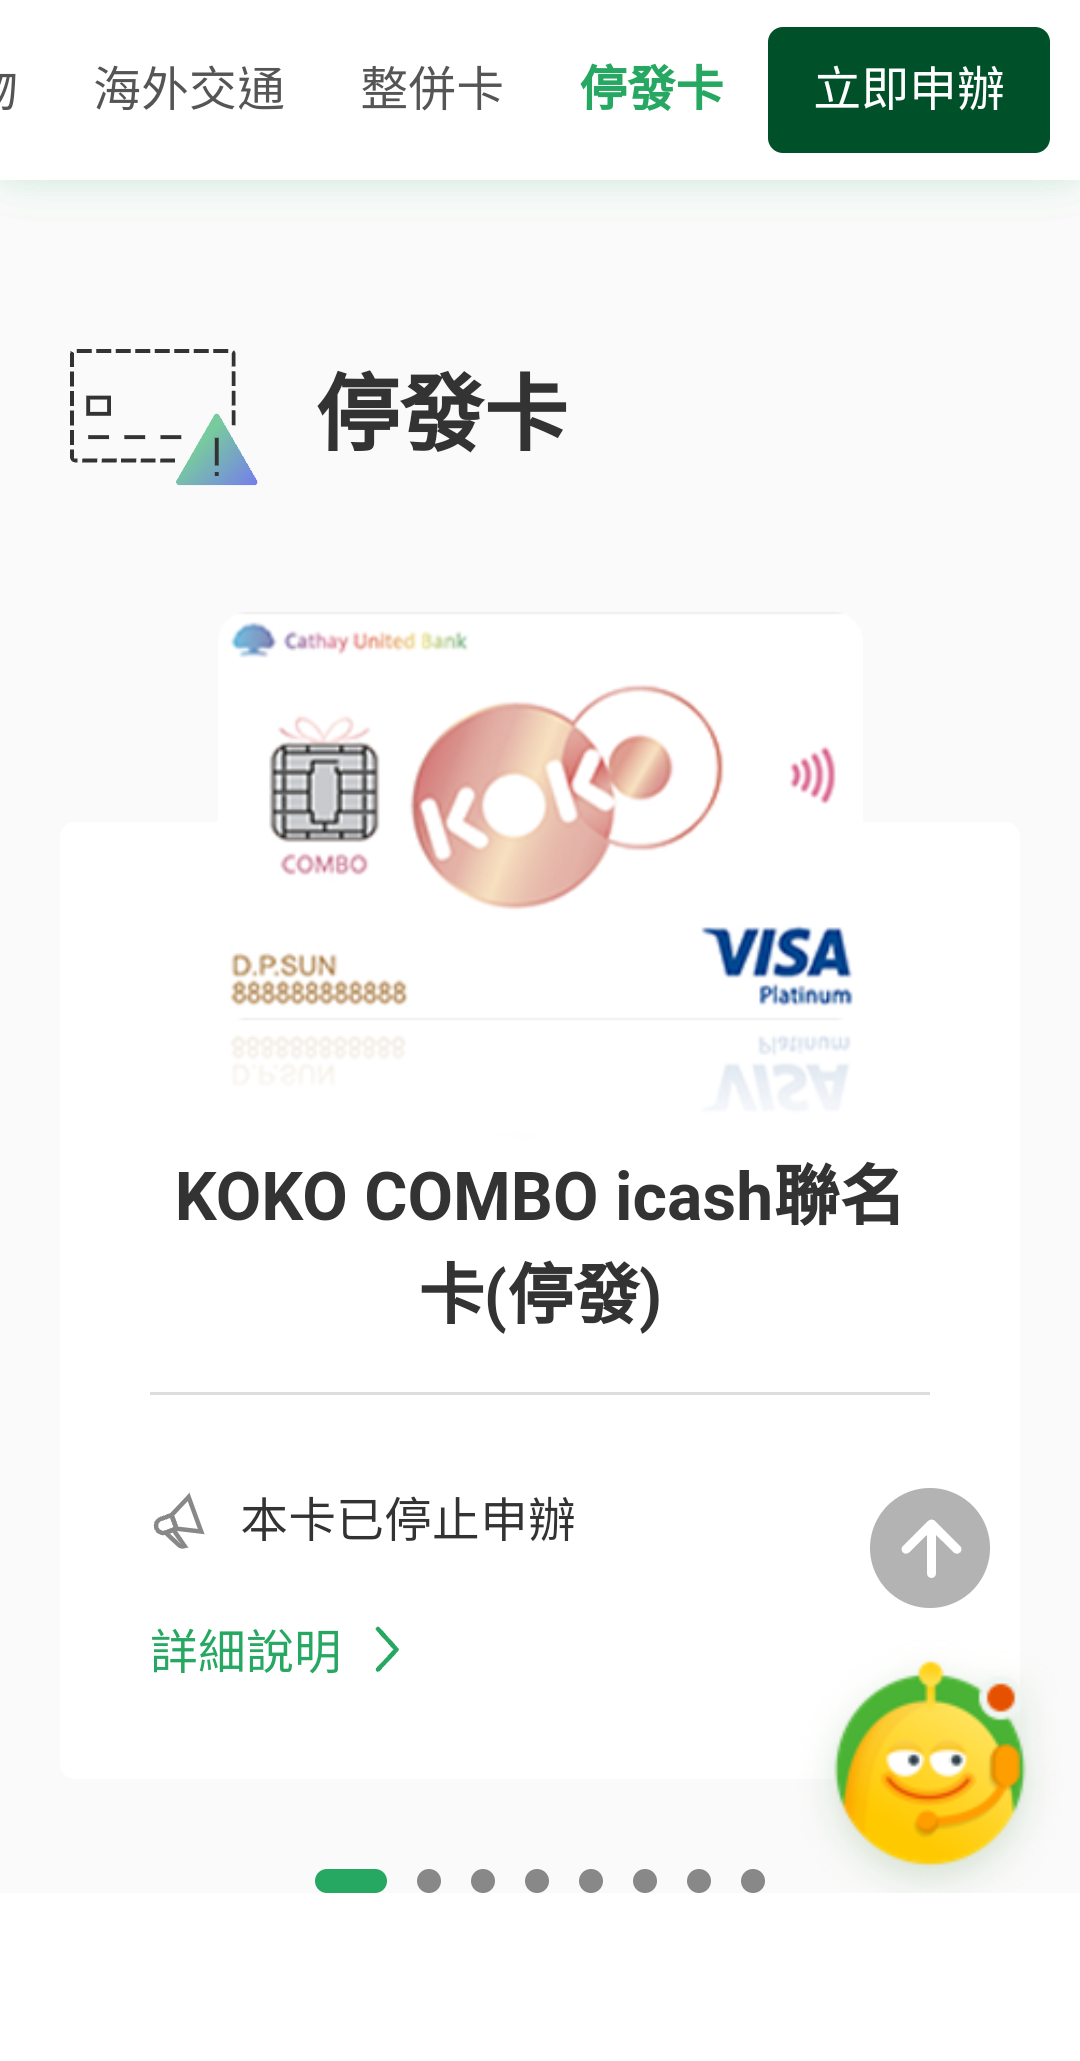 物 海外交通 整併卡 停發卡 立即申辦
停發卡
Cathay United Bank
KOKO
COMBO
VISA
D.P.SUN
888888888888 Platinum
KOKO COMBO icash聯名
卡(停發)
本卡已停止申辦
詳細說明